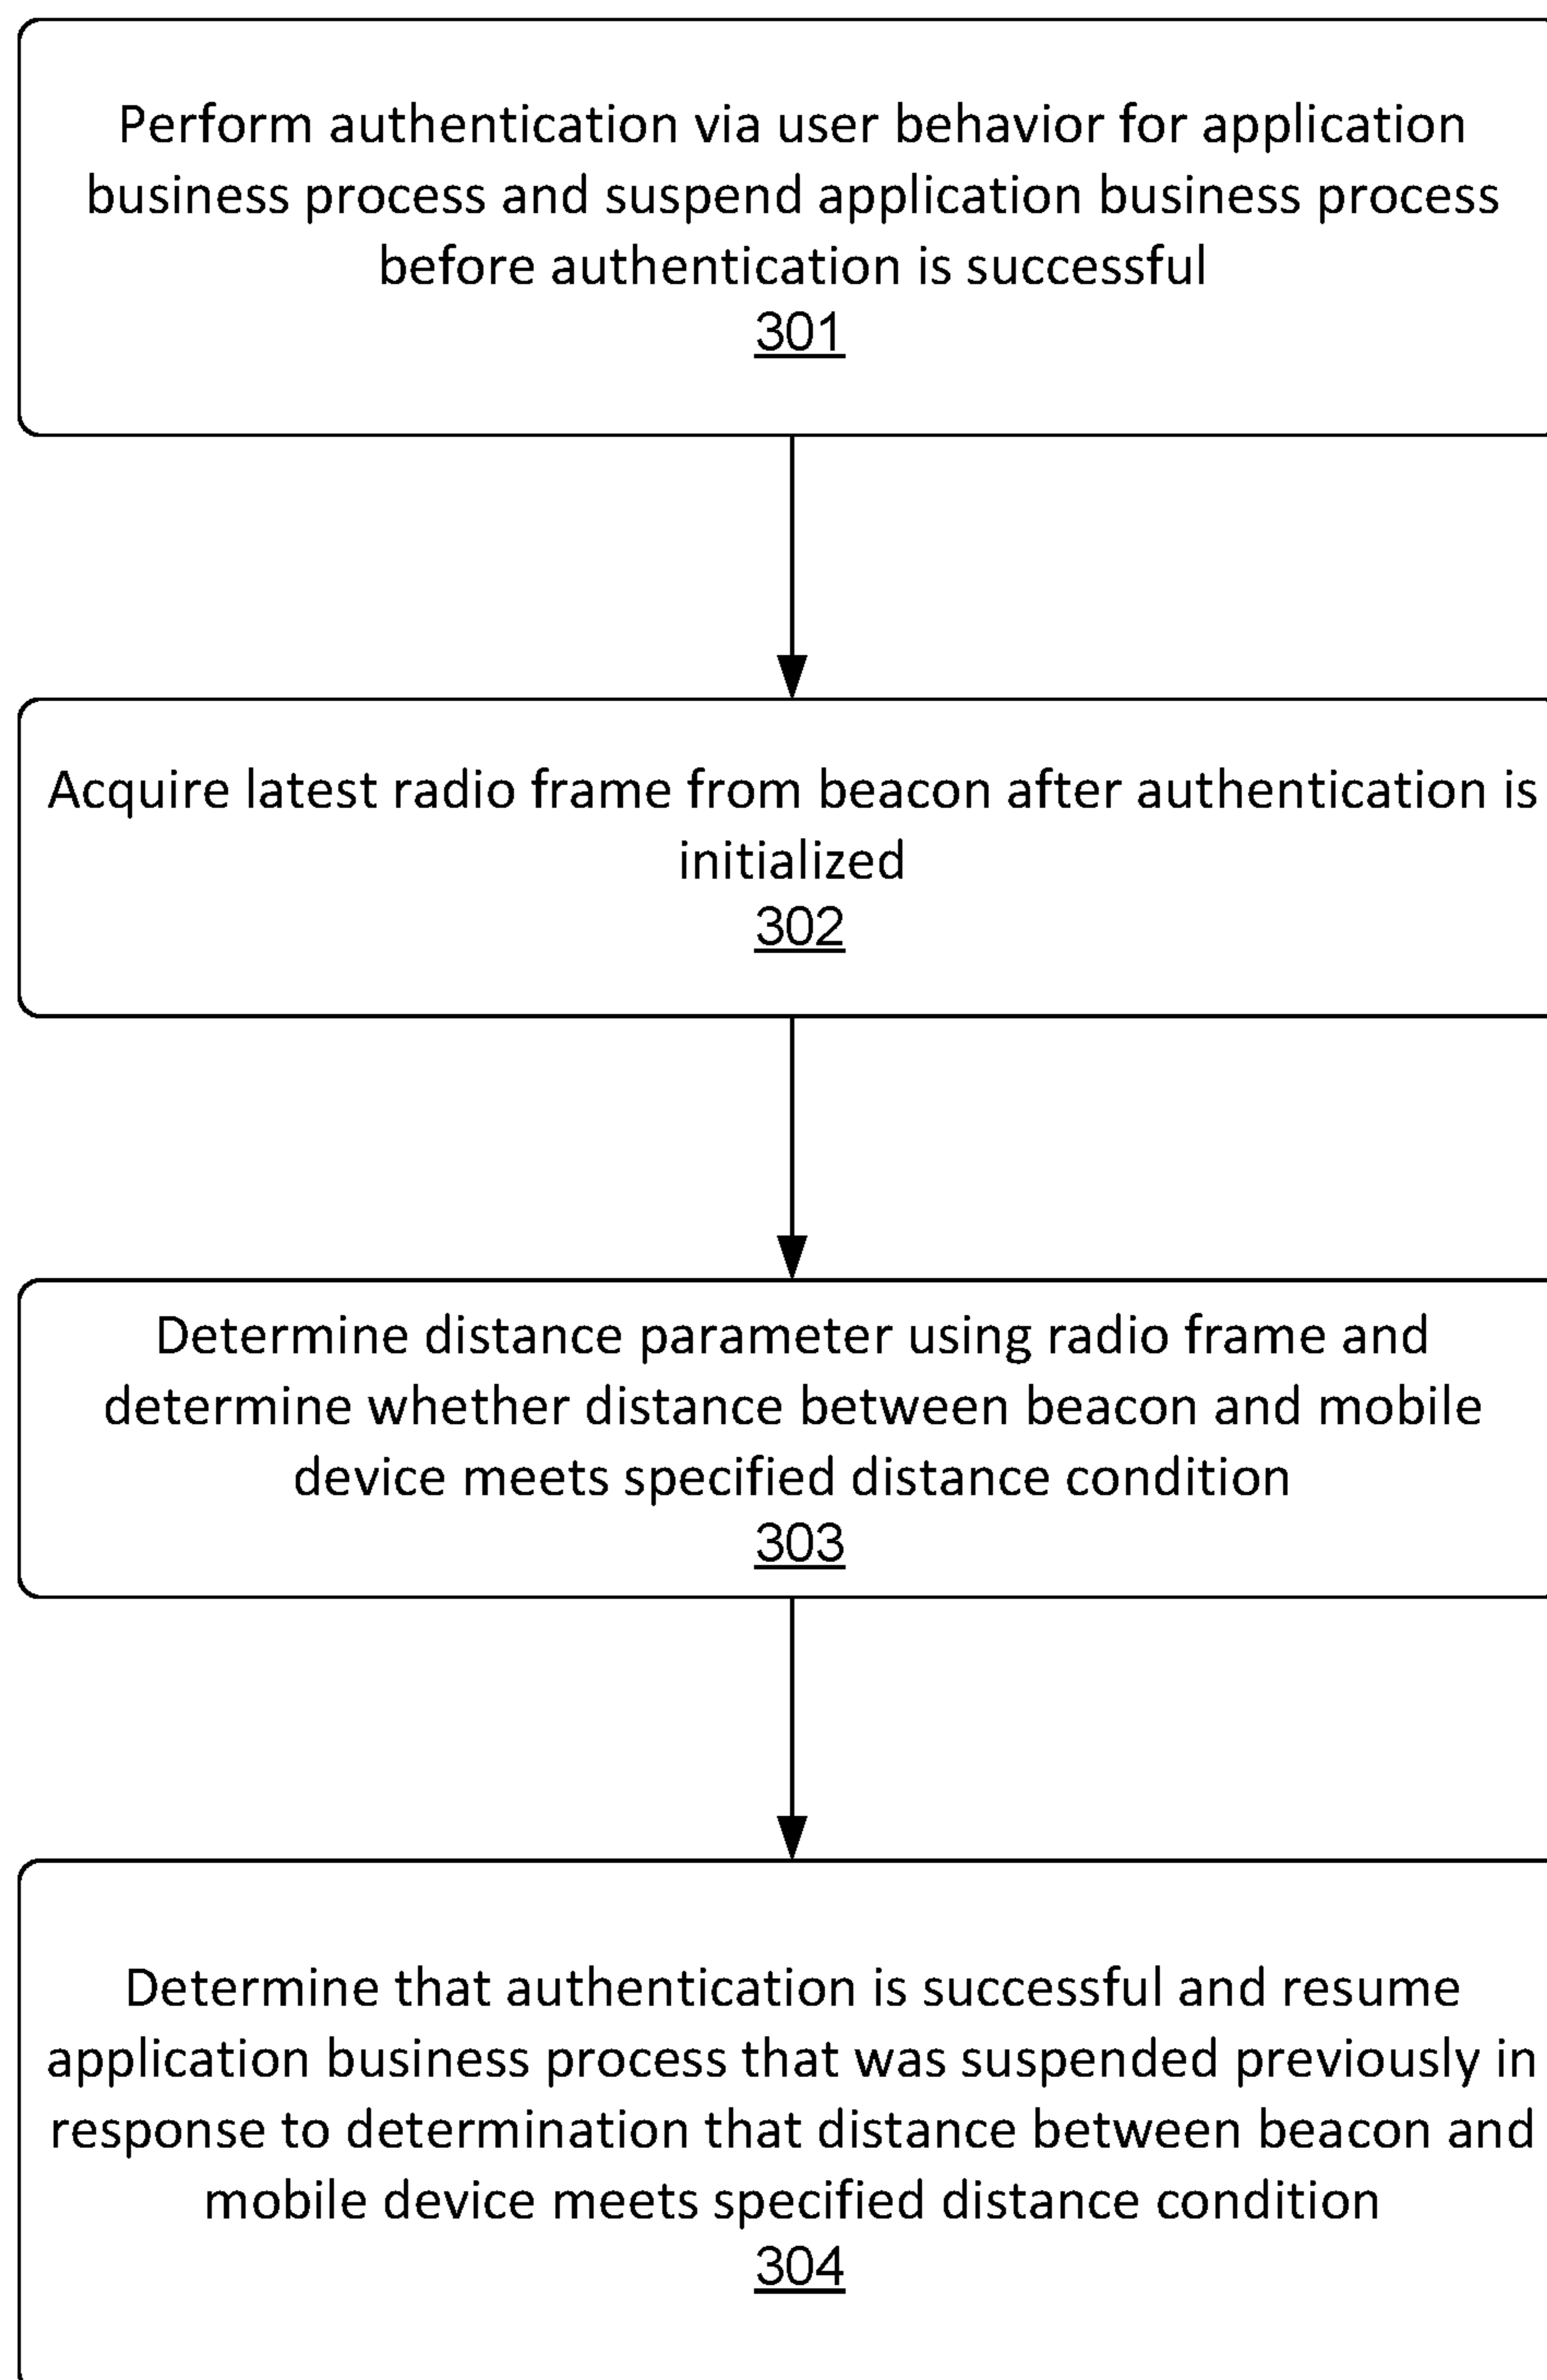 Perform authentication via user behavior for application
business process and suspend application business process
before authentication is successful
301
Acquire latest radio frame from beacon after authentication is
initialized
302
Determine distance parameter using radio frame and
determine whether distance between beacon and mobile
device meets specified distance condition
303
Determine that authentication is successful and resume
application business process that was suspended previously in
response to determination that distance between beacon and
mobile device meets specified distance condition
304